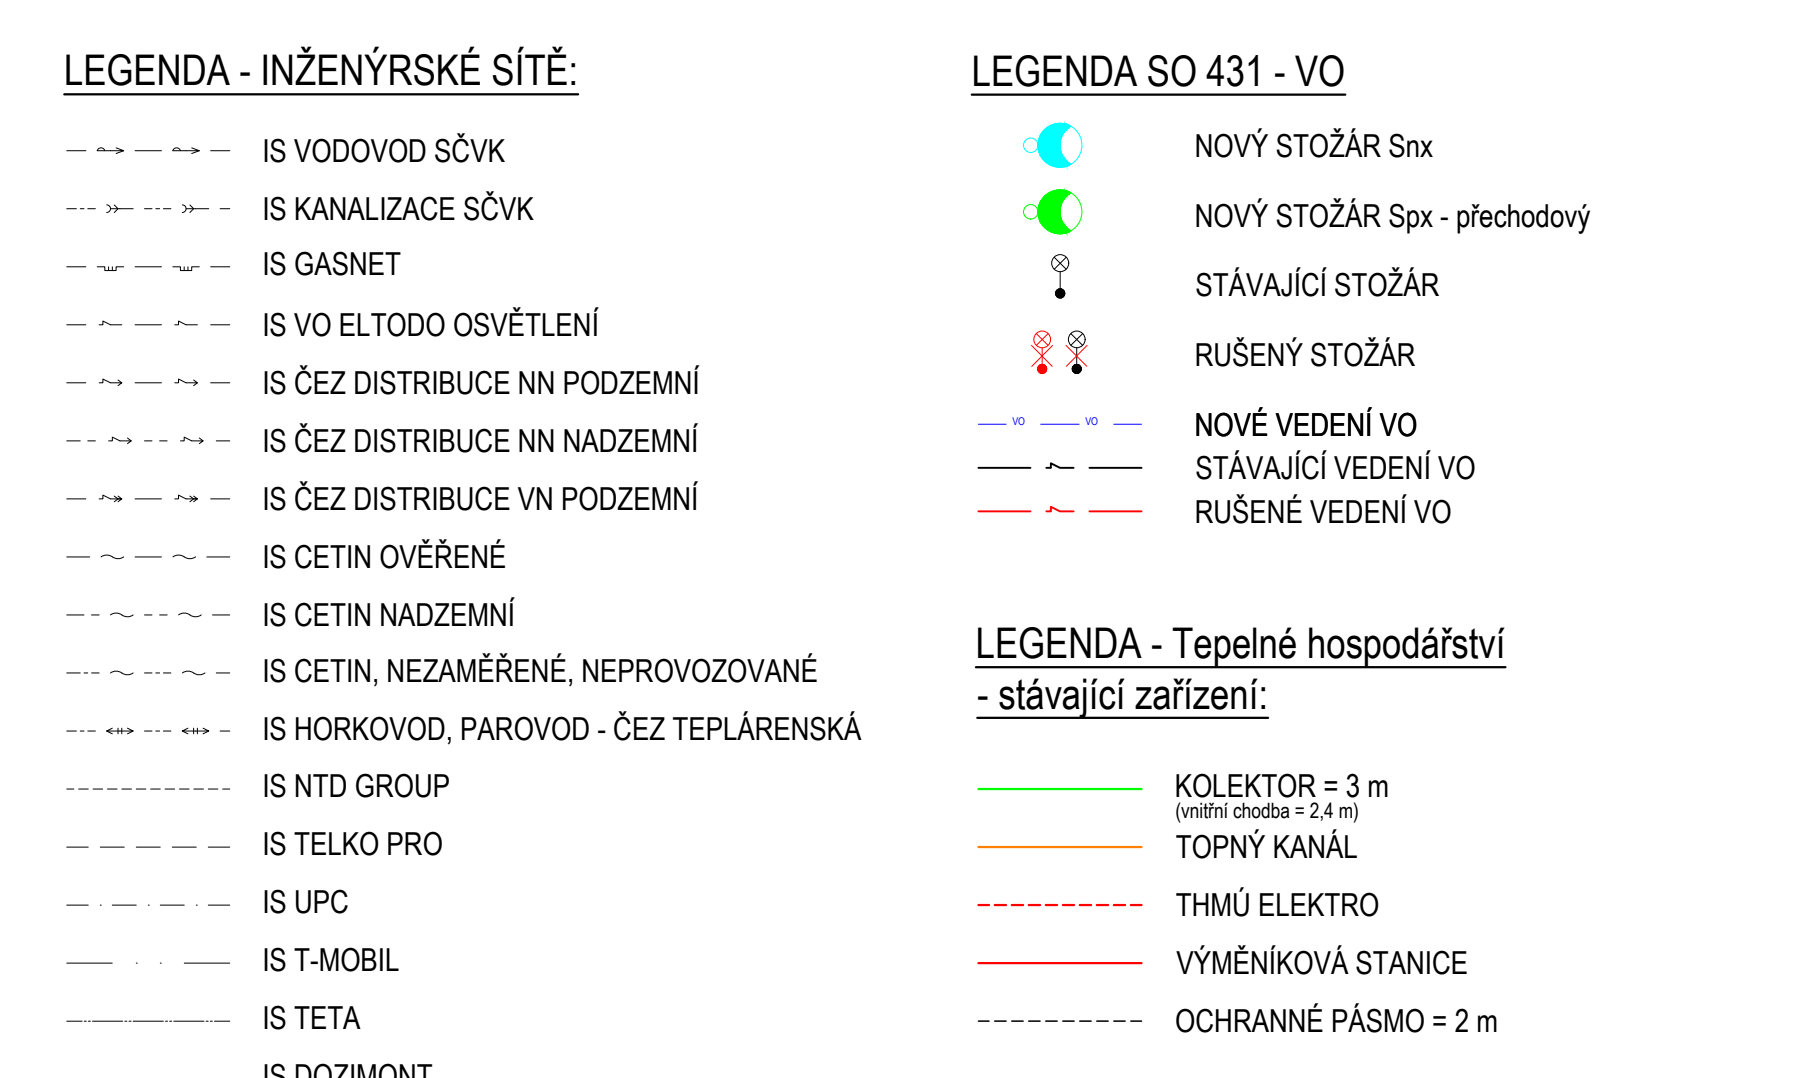 LEGENDA - INŽENÝRSKÉ SÍTĚ:
IS VODOVOD SČVK
IS KANALIZACE SČVK
IS GASNET
IS VO ELTODO OSVĚTLENÍ
IS ČEZ DISTRIBUCE NN PODZEMNÍ
IS ČEZ DISTRIBUCE NN NADZEMNÍ
IS ČEZ DISTRIBUCE VN PODZEMNÍ
IS CETIN OVĚŘENÉ
IS CETIN NADZEMNÍ
IS CETIN, NEZAMĚŘENÉ, NEPROVOZOVANÉ
IS HORKOVOD, PAROVOD - ČEZ TEPLÁRENSKÁ
IS NTD GROUP
IS TELKO PRO
IS UPC
IS T-MOBIL
IS TETA
IS DOZIMONT
LEGENDA SO 431 - VO
NOVÝ STOŽÁR Snx
NOVÝ STOŽÁR Spx - přechodový
STÁVAJÍCÍ STOŽÁR
RUŠENÝ STOŽÁR
VO VO NOVÉ VEDENÍ VO
STÁVAJÍCÍ VEDENÍ VO
RUŠENÉ VEDENÍ VO
LEGENDA - Tepelné hospodářství
- stávající zařízení:
KOLEKTOR = 3 m
(vnitřní chodba = 2,4 m)
TOPNÝ KANÁL
THMÚ ELEKTRO
VÝMĚNÍKOVÁ STANICE
OCHRANNÉ PÁSMO = 2 m